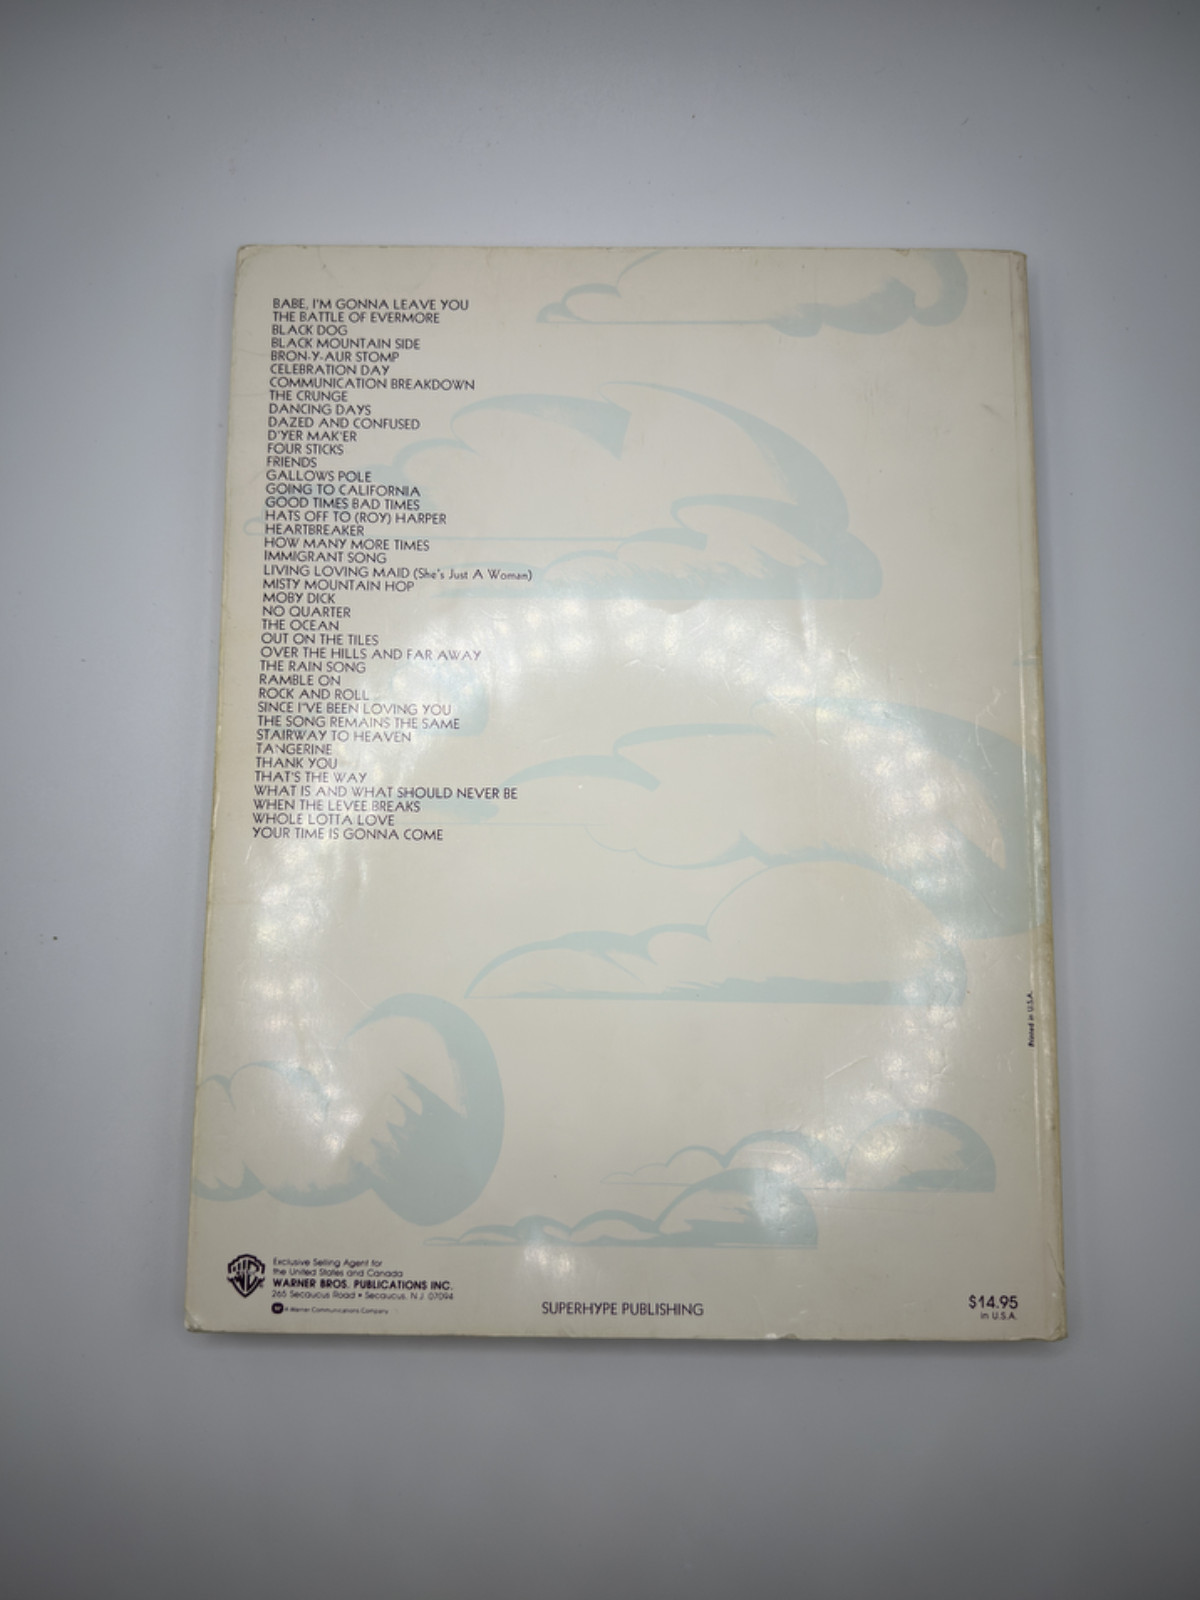 BABE, I'M GONNA LEAVE YOU
THE BATTLE OF EVERMORE
BLACK DOG
BLACK MOUNTAIN SIDE
BRON-Y-AUR STOMP
CELEBRATION DAY
COMMUNICATION BREAKDOWN
THE CRUNGE
DANCING DAYS
DAZED AND CONFUSED
D'YER MAK'ER
FOUR STICKS
FRIENDS
GALLOWS POLE
GOING TO CALIFORNIA
GOOD TIMES BAD TIMES
HATS OFF TO (ROY) HARPER
HEARTBREAKER
HOW MANY MORE TIMES
IMMIGRANT SONG
LIVING LOVING MAID (She's Just A Woman)
MISTY MOUNTAIN HOP
MOBY DICK
NO QUARTER
THE OCEAN
OUT ON THE TILES
OVER THE HILLS AND FAR AWAY
THE RAIN SONG
RAMBLE ON
ROCK AND ROLL
SINCE I'VE BEEN LOVING YOU
THE SONG REMAINS THE SAME
STAIRWAY TO HEAVEN
TANGERINE
THANK YOU
THAT'S THE WAY
WHAT IS AND WHAT SHOULD NEVER BE
WHEN THE LEVEE BREAKS
WHOLE LOTTA LOVE
YOUR TIME IS GONNA COME
Printed in U.S.A.
WB
Exclusive Selling Agent for
the United States and Canada
WARNER BROS. PUBLICATIONS INC.
265 Secaucus Road • Secaucus, N.J. 07094
A Warner Communications Company
SUPERHYPE PUBLISHING
$14.95
in U.S.A.